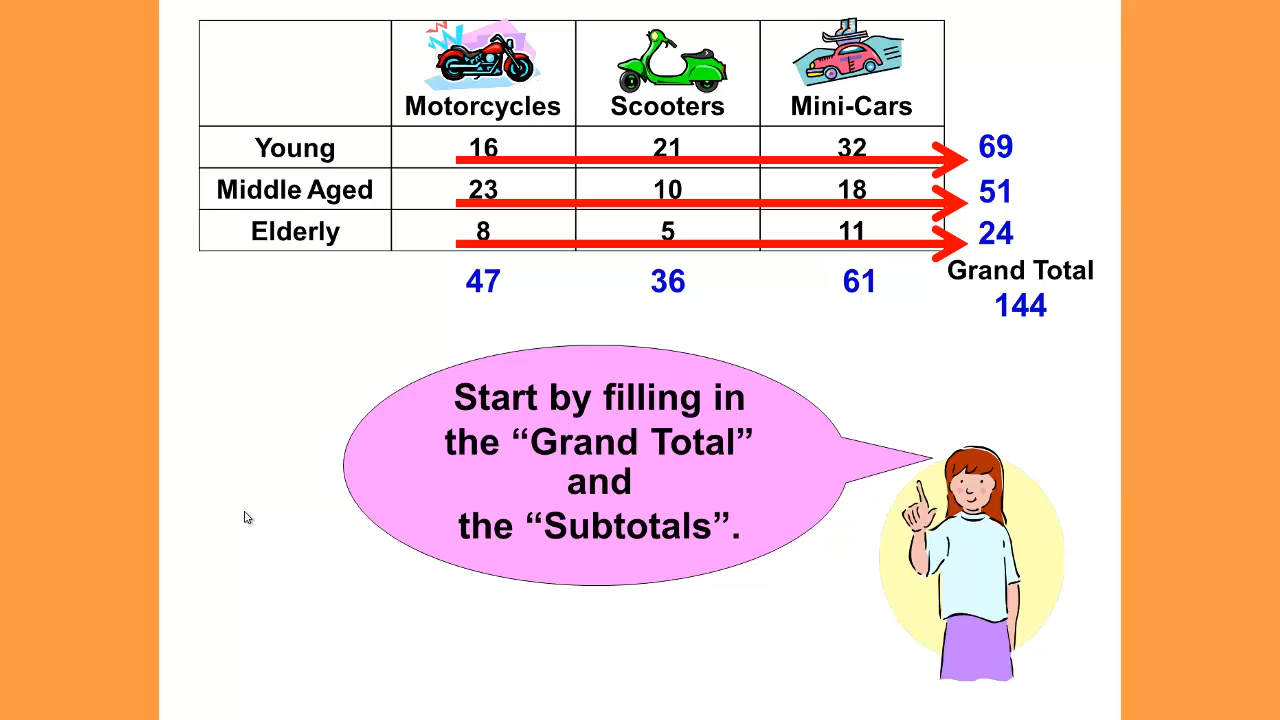 Motorcycles Scooters Mini-Cars
Young 16 21 32 69
Middle Aged 23 10 18 51
Elderly 8 5 11 24
47 36 61
Grand Total
144
Start by filling in
the “Grand Total”
and
the “Subtotals”.